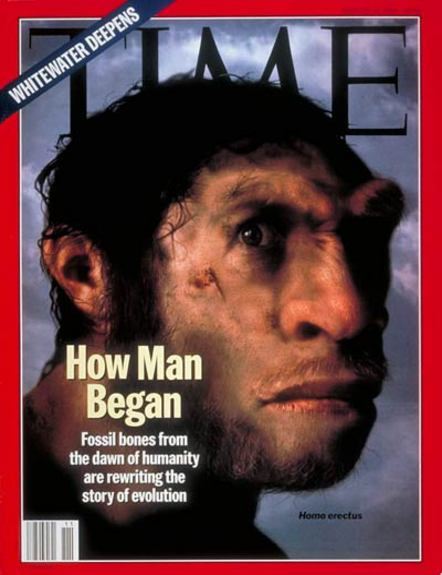 WHITEWATER DEEPENS
TIME
How Man
Began
Fossil bones from
the dawn of humanity
are rewriting the
story of evolution
Homo erectus
11